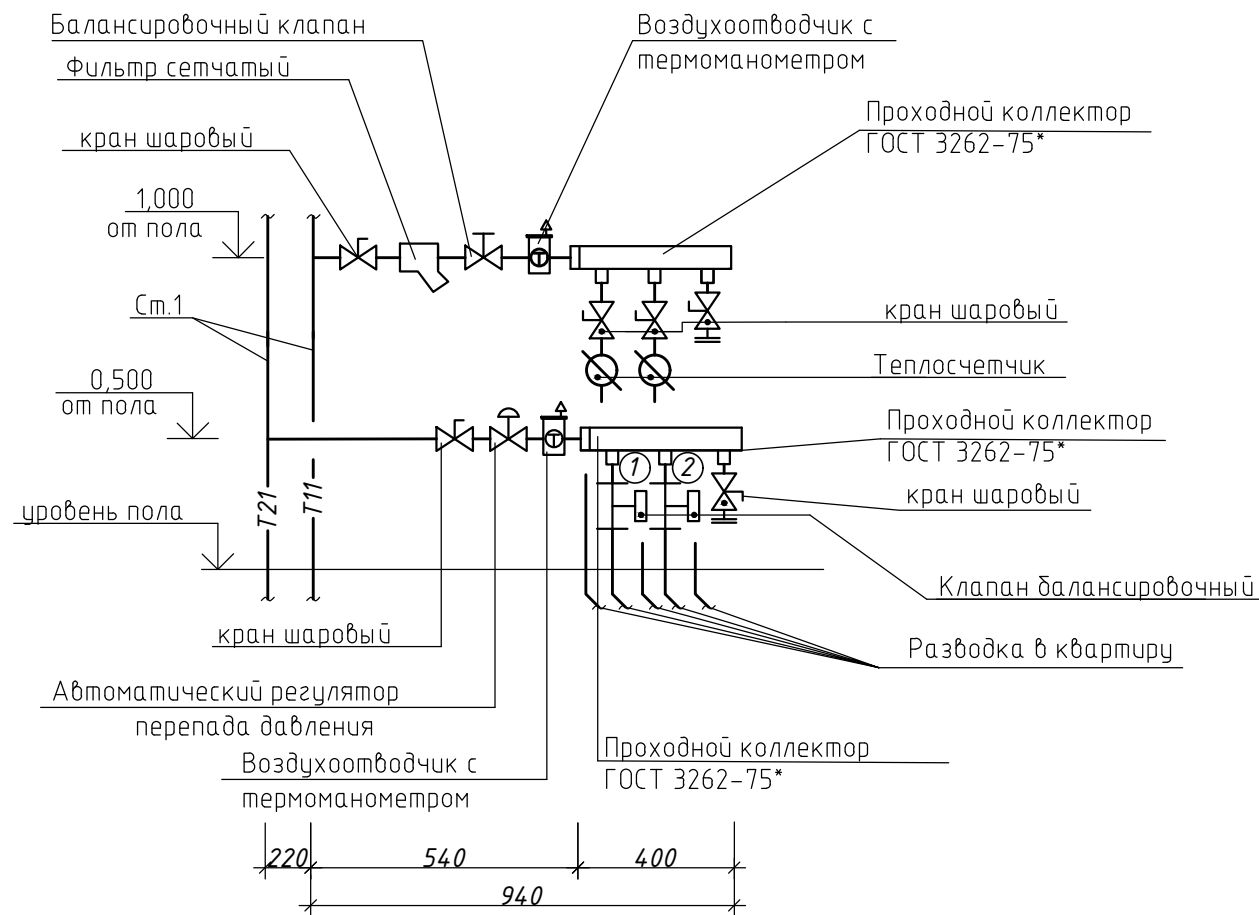 Балансировочный клапан
Воздухоотводчик с
термоманометром
Фильтр сетчатый
Проходной коллектор
ГОСТ 3262-75*
кран шаровый
1,000
от пола
Ст.1
кран шаровый
Теплосчетчик
0,500
от пола
T
Проходной коллектор
ГОСТ 3262-75*
T
1
2
кран шаровый
T21
T11
уровень пола
Клапан балансировочный
кран шаровый
Разводка в квартиру
Автоматический регулятор
перепада давления
Проходной коллектор
ГОСТ 3262-75*
Воздухоотводчик с
термоманометром
220
540
400
940